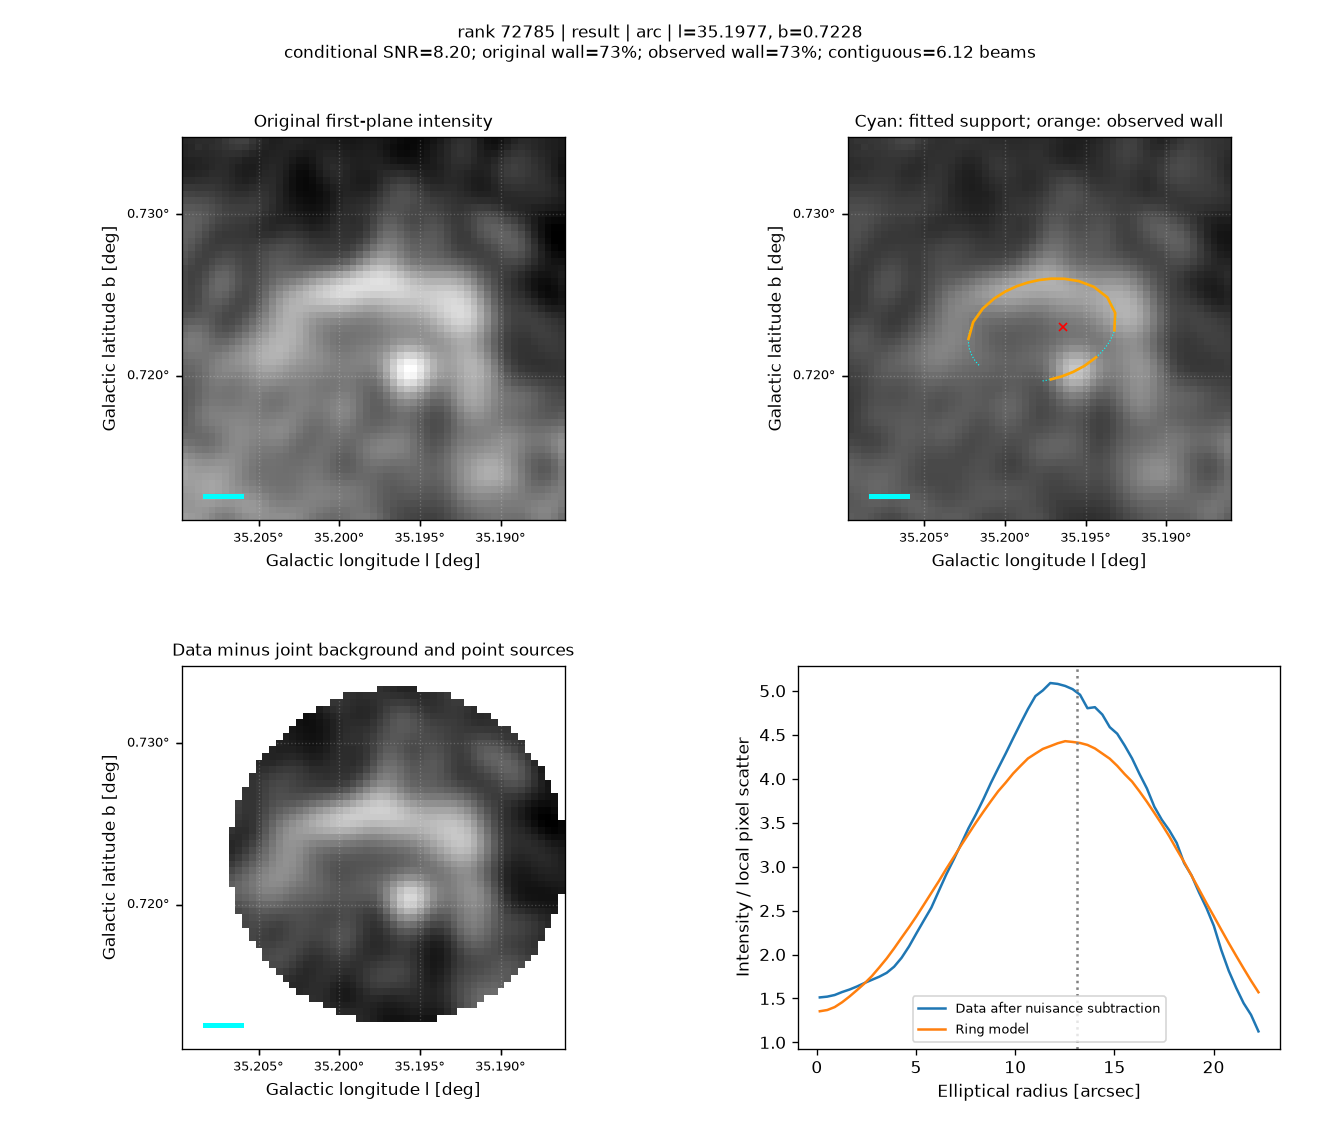 rank 72785 | result | arc | l=35.1977, b=0.7228
conditional SNR=8.20; original wall=73%; observed wall=73%; contiguous=6.12 beams
Original first-plane intensity
0.730°
0.720°
Galactic latitude b [deg]
35.205° 35.200° 35.195° 35.190°
Galactic longitude l [deg]
Cyan: fitted support; orange: observed wall
0.730°
0.720°
Galactic latitude b [deg]
35.205° 35.200° 35.195° 35.190°
Galactic longitude l [deg]
Data minus joint background and point sources
0.730°
0.720°
Galactic latitude b [deg]
35.205° 35.200° 35.195° 35.190°
Galactic longitude l [deg]
5.0
4.5
4.0
3.5
3.0
2.5
2.0
1.5
1.0
Intensity / local pixel scatter
Data after nuisance subtraction
Ring model
0 5 10 15 20
Elliptical radius [arcsec]